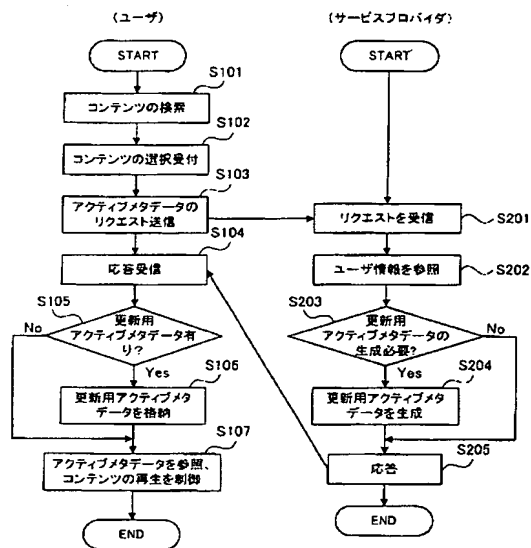 (ユーザ)
START
S101
コンテンツの検索
S102
コンテンツの選択受付
S103
アクティブメタデータの
リクエスト送信
S104
応答受信
S105
更新用
アクティブメタデータ有
り?
No
Yes
S106
更新用アクティブメタ
データを格納
S107
アクティブメタデータを参照、
コンテンツの再生を制御
END
(サービスプロバイダ)
START
リクエストを受信
S201
ユーザ情報を参照
S202
S203
更新用
アクティブメタデータの
生成必要?
No
Yes
S204
更新用アクティブメタ
データを生成
S205
応答
END